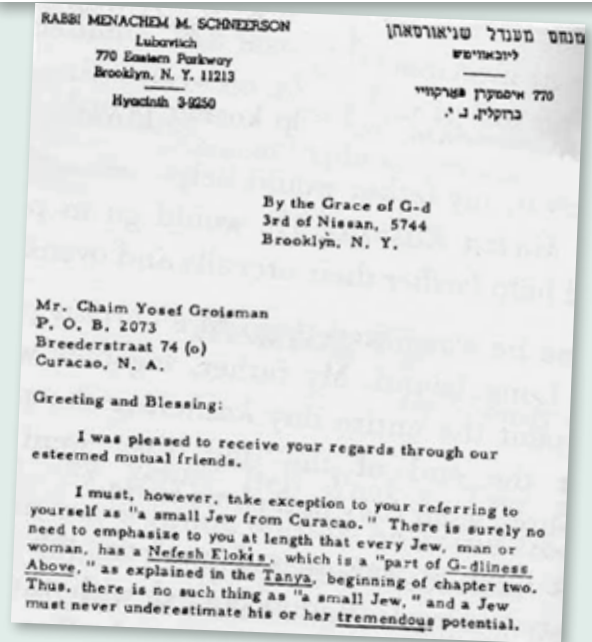 RABBI MENACHEM M. SCHNEERSON
Lubavitch
770 Eastern Parkway
Brooklyn, N. Y. 11213
Hyacinth 3-9250
מנחם מענדל שניאורסאהן
ליובאוויטש
770 איסטערן פארקוויי
ברוקלין, נ. י.
By the Grace of G-d
3rd of Nissan, 5744
Brooklyn, N. Y.
Mr. Chaim Yosef Groisman
P. O. B. 2073
Breederstraat 74 (o)
Curacao, N. A.
Greeting and Blessing:
I was pleased to receive your regards through our
esteemed mutual friends.
I must, however, take exception to your referring to
yourself as "a small Jew from Curacao." There is surely no
need to emphasize to you at length that every Jew, man or
woman, has a Nefesh Elokis, which is a "part of G-dliness
Above," as explained in the Tanya, beginning of chapter two.
Thus, there is no such thing as "a small Jew," and a Jew
must never underestimate his or her tremendous potential.